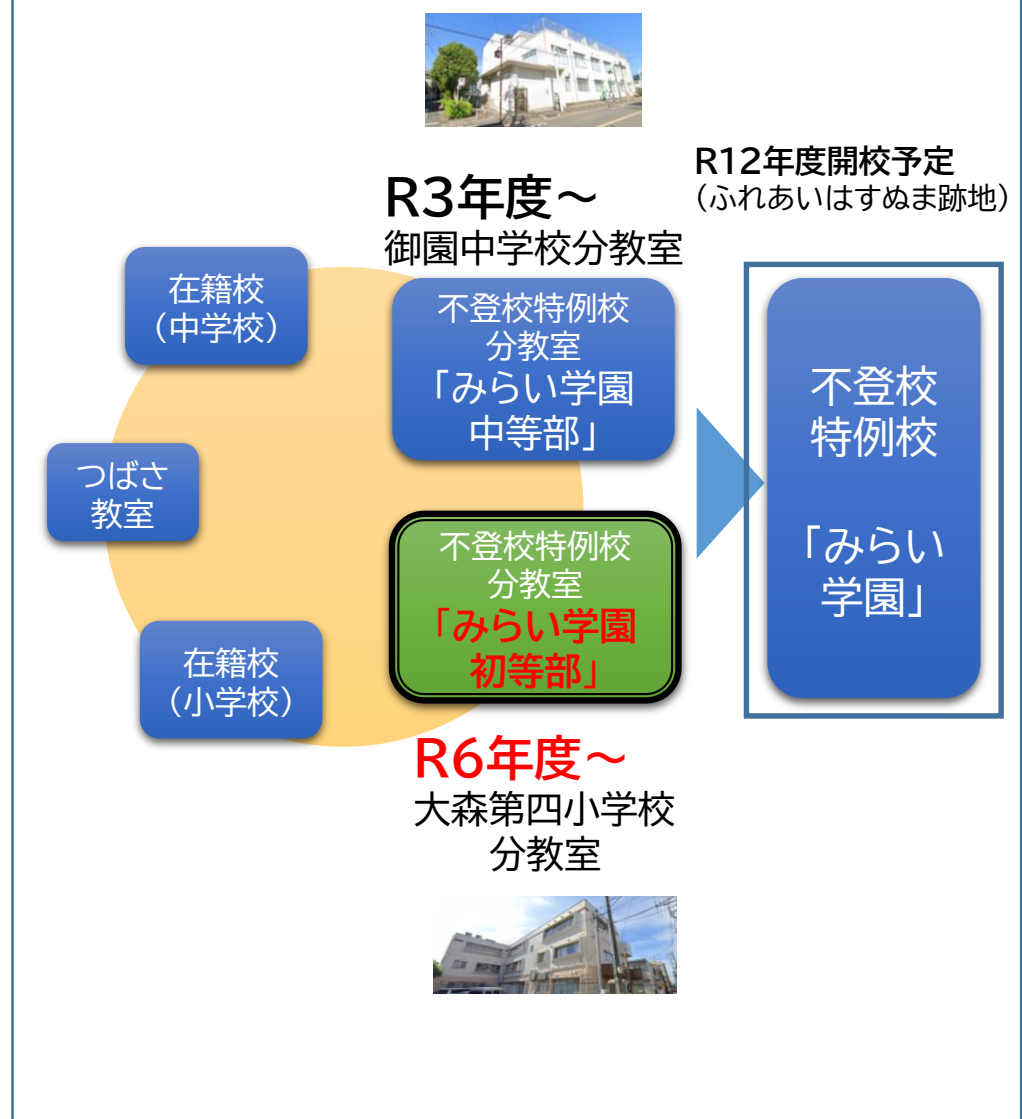 R12年度開校予定
（ふれあいはすぬま跡地）
R3年度～
御園中学校分教室
在籍校
（中学校）
不登校特例校
分教室
「みらい学園
中等部」
つばさ
教室
不登校特例校
分教室
「みらい学園
初等部」
在籍校
（小学校）
R6年度～
大森第四小学校
分教室
不登校
特例校
「みらい
学園」